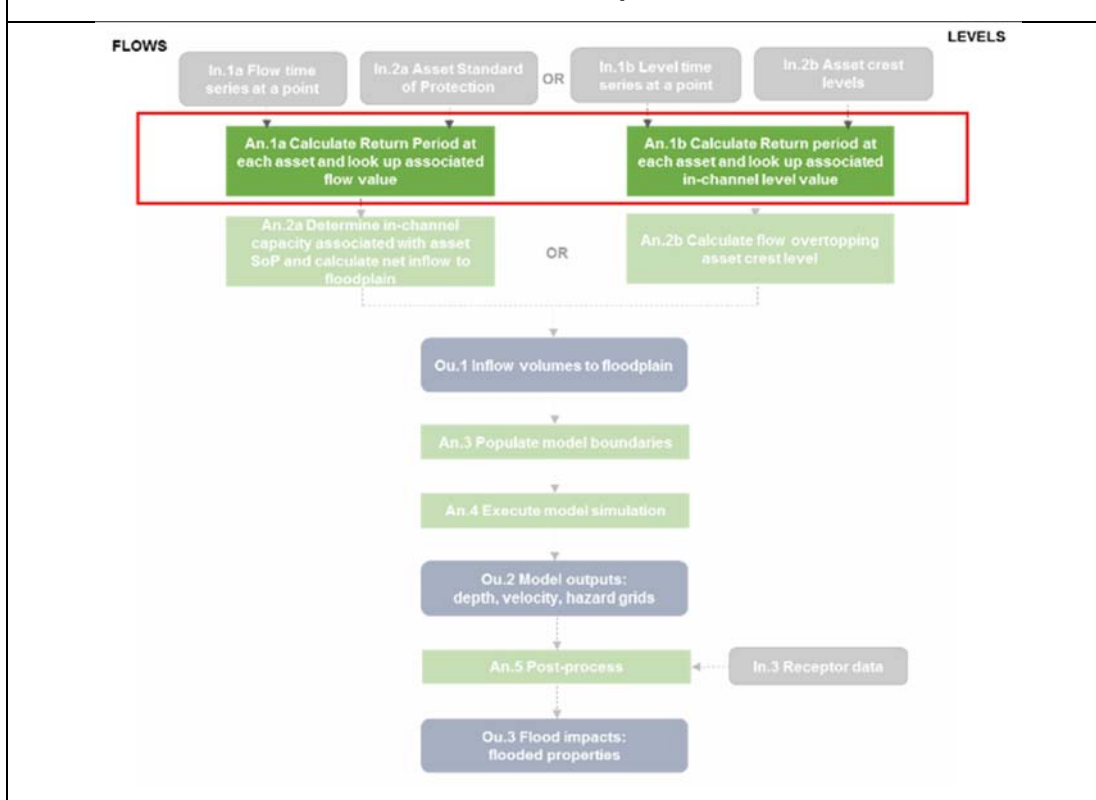 FLOWS
LEVELS
In.1a Flow time
series at a point
In.2a Asset Standard
of Protection
OR
In.1b Level time
series at a point
In.2b Asset crest
levels
An.1a Calculate Return Period at
each asset and look up associated
flow value
An.1b Calculate Return period at
each asset and look up associated
in-channel level value
An.2a Determine in-channel
capacity associated with asset
SoP and calculate net inflow to
floodplain
OR
An.2b Calculate flow overtopping
asset crest level
Ou.1 Inflow volumes to floodplain
An.3 Populate model boundaries
An.4 Execute model simulation
Ou.2 Model outputs:
depth, velocity, hazard grids
An.5 Post-process
In.3 Receptor data
Ou.3 Flood impacts:
flooded properties